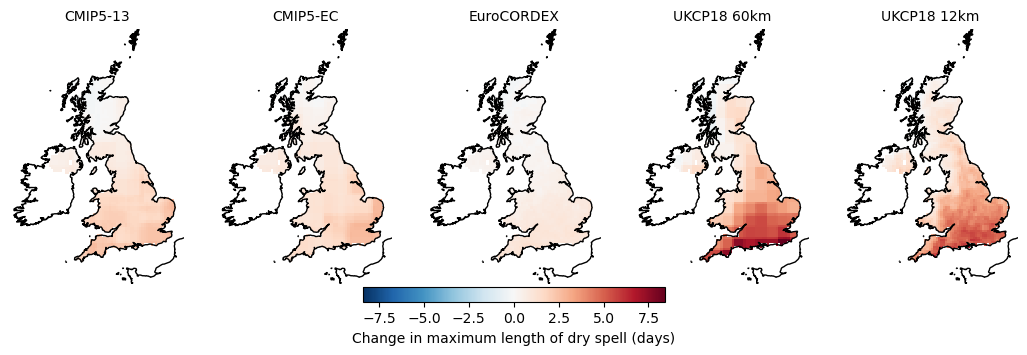 CMIP5-13 CMIP5-EC EuroCORDEX UKCP18 60km UKCP18 12km
−7.5 −5.0 −2.5 0.0 2.5 5.0 7.5
Change in maximum length of dry spell (days)